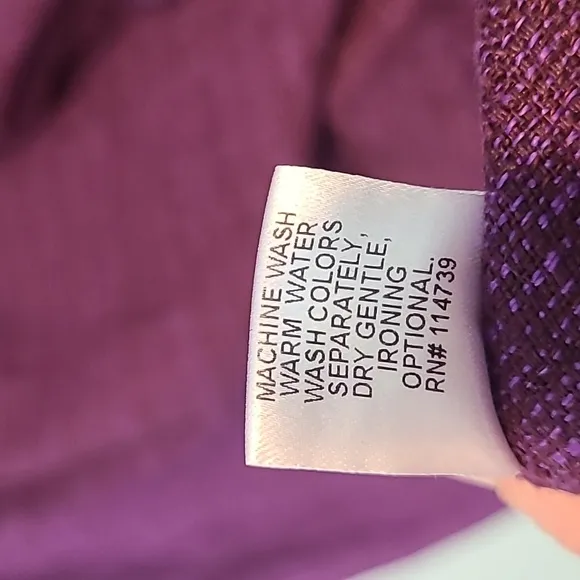 MACHINE WASH
WARM WATER
WASH COLORS
SEPARATELY,
DRY GENTLE,
IRONING
OPTIONAL.
RN# 114739